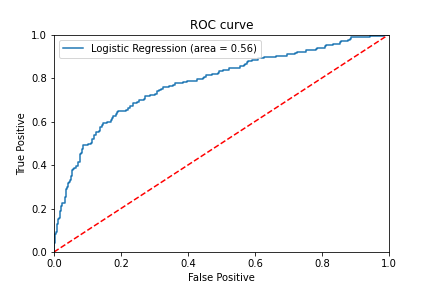 ROC curve
Logistic Regression (area = 0.56)
1.0
0.8
0.6
0.4
0.2
0.0
True Positive
0.0 0.2 0.4 0.6 0.8 1.0
False Positive